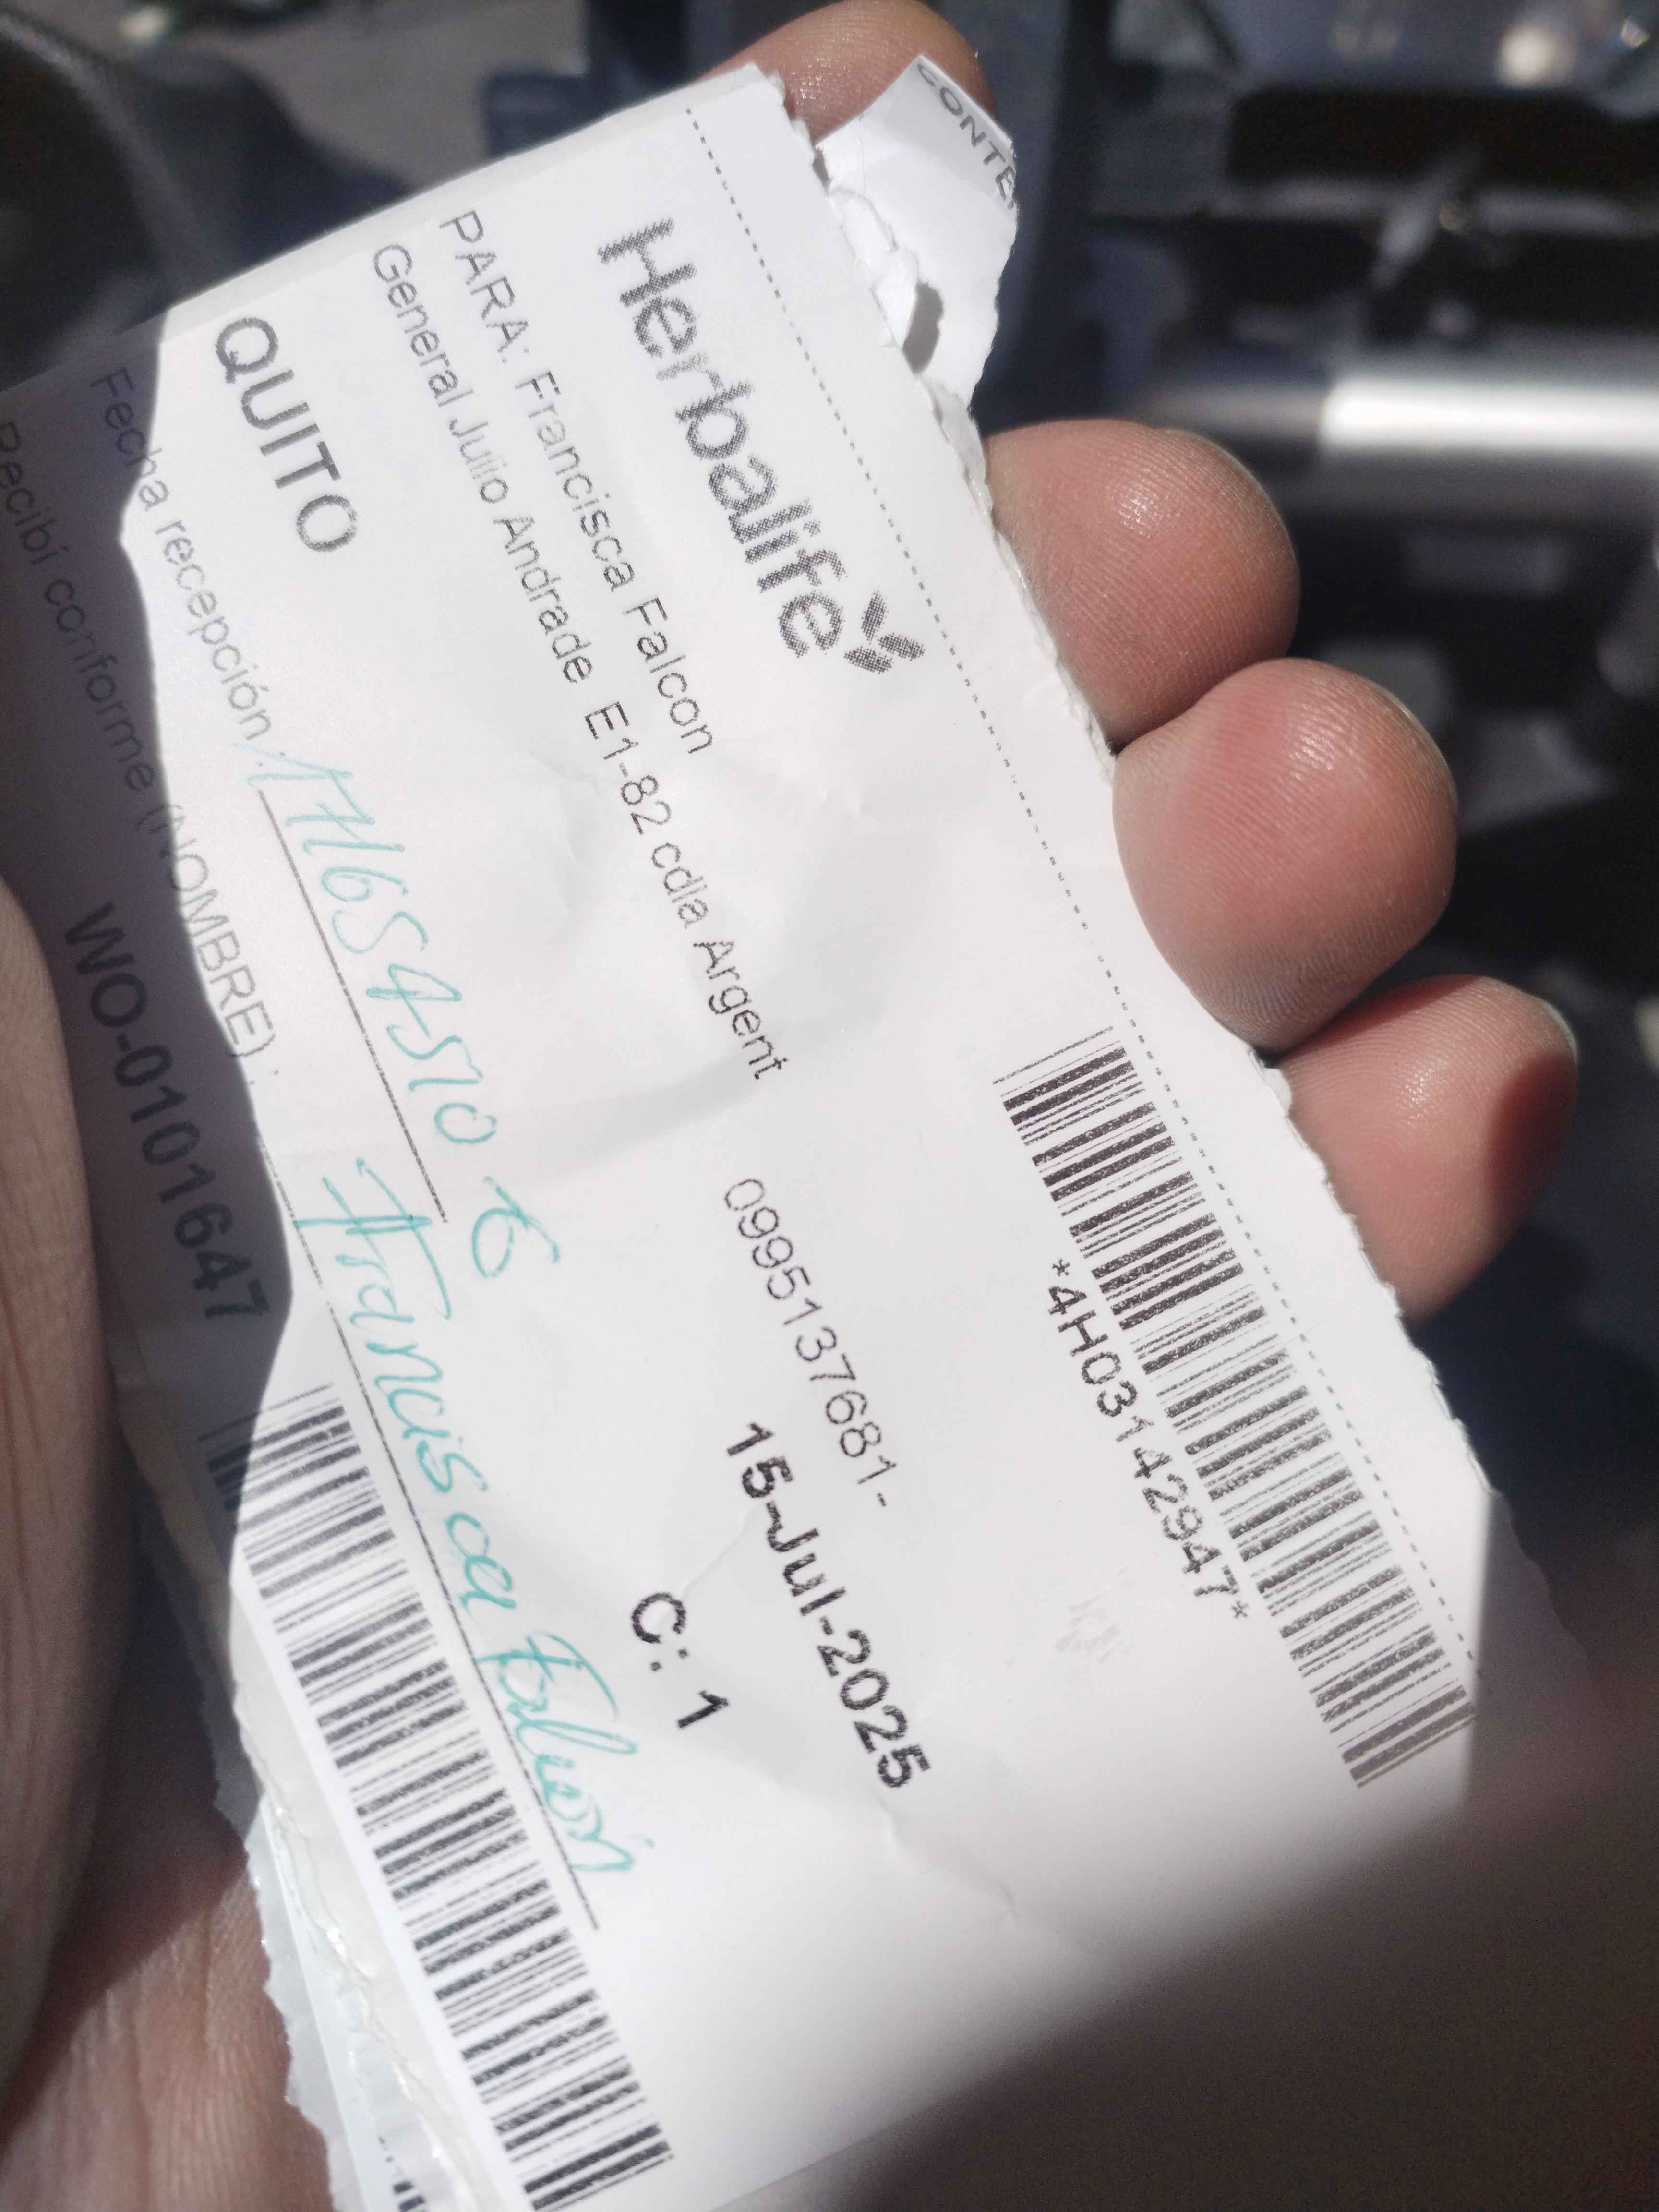 CONTE
Herbalife
*4H03142947*
PARA: Francisca Falcon
General Julio Andrade E1-82 cdla Argent
0995137681-
15-Jul-2025
QUITO
C: 1
Fecha recepción:
Recibí conforme (NOMBRE) :
Francisca Falcon
WO-0101647